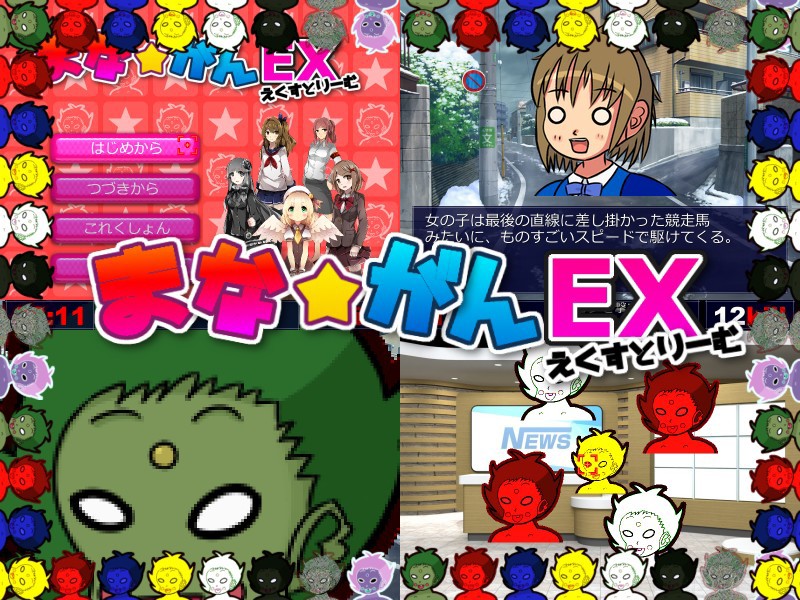 まな★がんEX
えくすとりーむ
はじめから
つづきから
これくしょん
女の子は最後の直線に差し掛かった競走馬
みたいに、ものすごいスピードで駆けてくる。
まな★がんEX
えくすとりーむ
:11
撃
12
NEWS